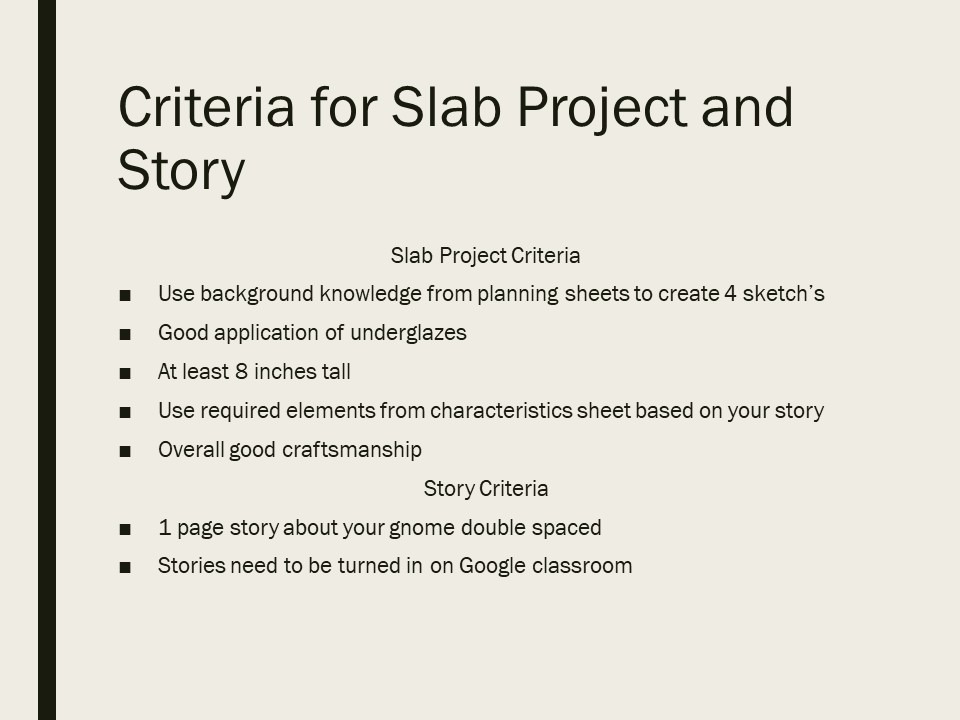 Criteria for Slab Project and
Story
Slab Project Criteria
■ Use background knowledge from planning sheets to create 4 sketch’s
■ Good application of underglazes
■ At least 8 inches tall
■ Use required elements from characteristics sheet based on your story
■ Overall good craftsmanship
Story Criteria
■ 1 page story about your gnome double spaced
■ Stories need to be turned in on Google classroom